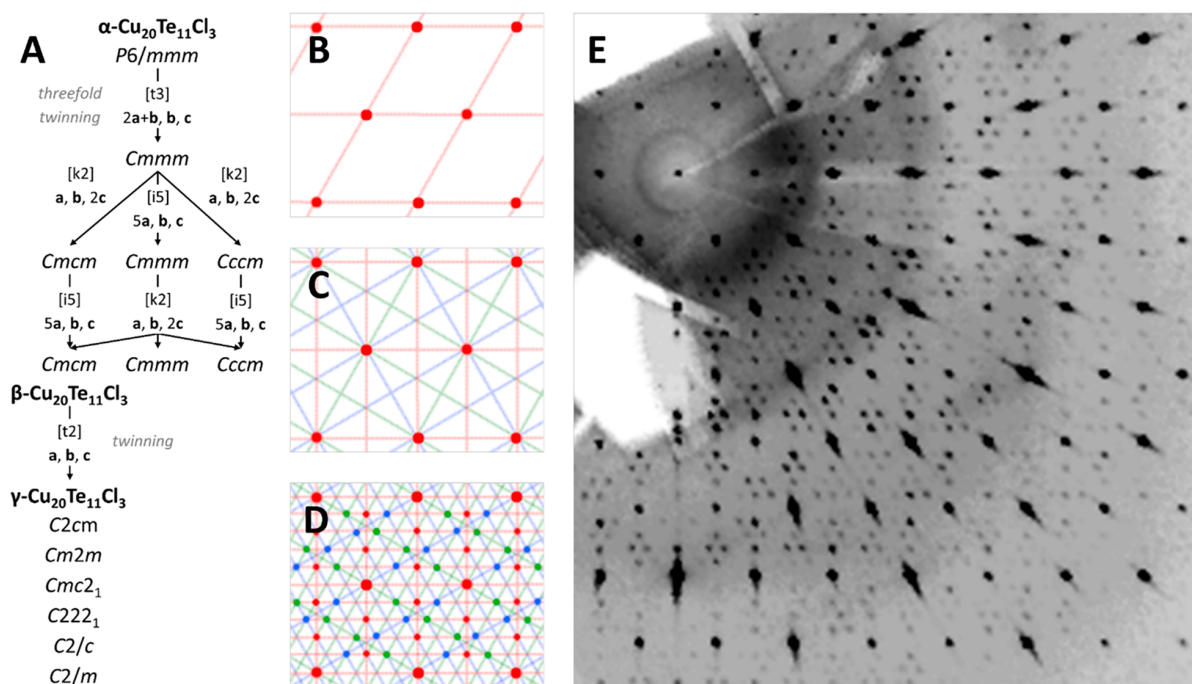 A
α-Cu20Te11Cl3
P6/mmm
threefold [t3]
twinning 2a+b, b, c
Cmmm
[k2] [k2]
a, b, 2c [i5] a, b, 2c
5a, b, c
Cmcm Cmmm Cccm
[i5] [k2] [i5]
5a, b, c a, b, 2c 5a, b, c
Cmcm Cmmm Cccm
β-Cu20Te11Cl3
[t2] twinning
a, b, c
γ-Cu20Te11Cl3
C2cm
Cm2m
Cmc21
C2221
C2/c
C2/m
B
C
D
E